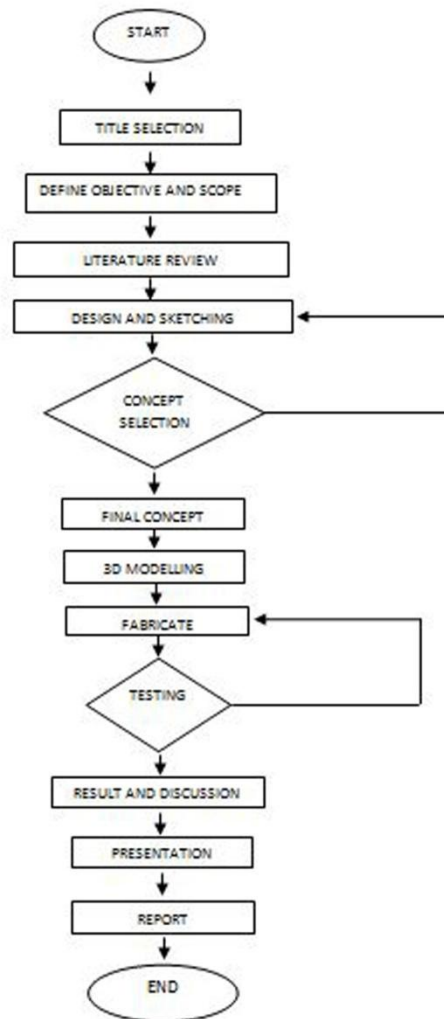 START
TITLE SELECTION
DEFINE OBJECTIVE AND SCOPE
LITERATURE REVIEW
DESIGN AND SKETCHING
CONCEPT
SELECTION
FINAL CONCEPT
3D MODELLING
FABRICATE
TESTING
RESULT AND DISCUSSION
PRESENTATION
REPORT
END